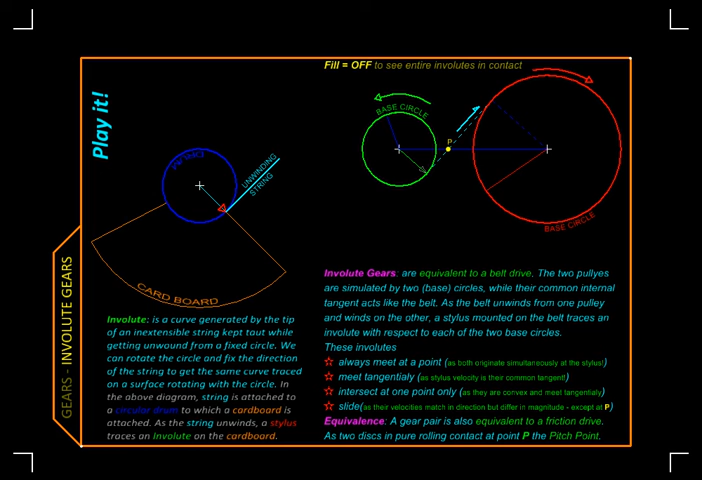 Fill = OFF to see entire involutes in contact
Play it!
BASE CIRCLE
P
DRUM
UNWINDING
STRING
BASE CIRCLE
CARD BOARD
GEARS - INVOLUTE GEARS
Involute: is a curve generated by the tip
of an inextensible string kept taut while
getting unwound from a fixed circle. We
can rotate the circle and fix the direction
of the string to get the same curve traced
on a surface rotating with the circle. In
the above diagram, string is attached to
a circular drum to which a cardboard is
attached. As the string unwinds, a stylus
traces an Involute on the cardboard.
Involute Gears: are equivalent to a belt drive. The two pullyes
are simulated by two (base) circles, while their common internal
tangent acts like the belt. As the belt unwinds from one pulley
and winds on the other, a stylus mounted on the belt traces an
involute with respect to each of the two base circles.
These involutes
☆ always meet at a point (as both originate simultaneously at the stylus!)
☆ meet tangentialy (as stylus velocity is their common tangent!)
☆ intersect at one point only (as they are convex and meet tangentialy)
☆ slide(as their velocities match in direction but differ in magnitude - except at P)
Equivalence: A gear pair is also equivalent to a friction drive.
As two discs in pure rolling contact at point P the Pitch Point.